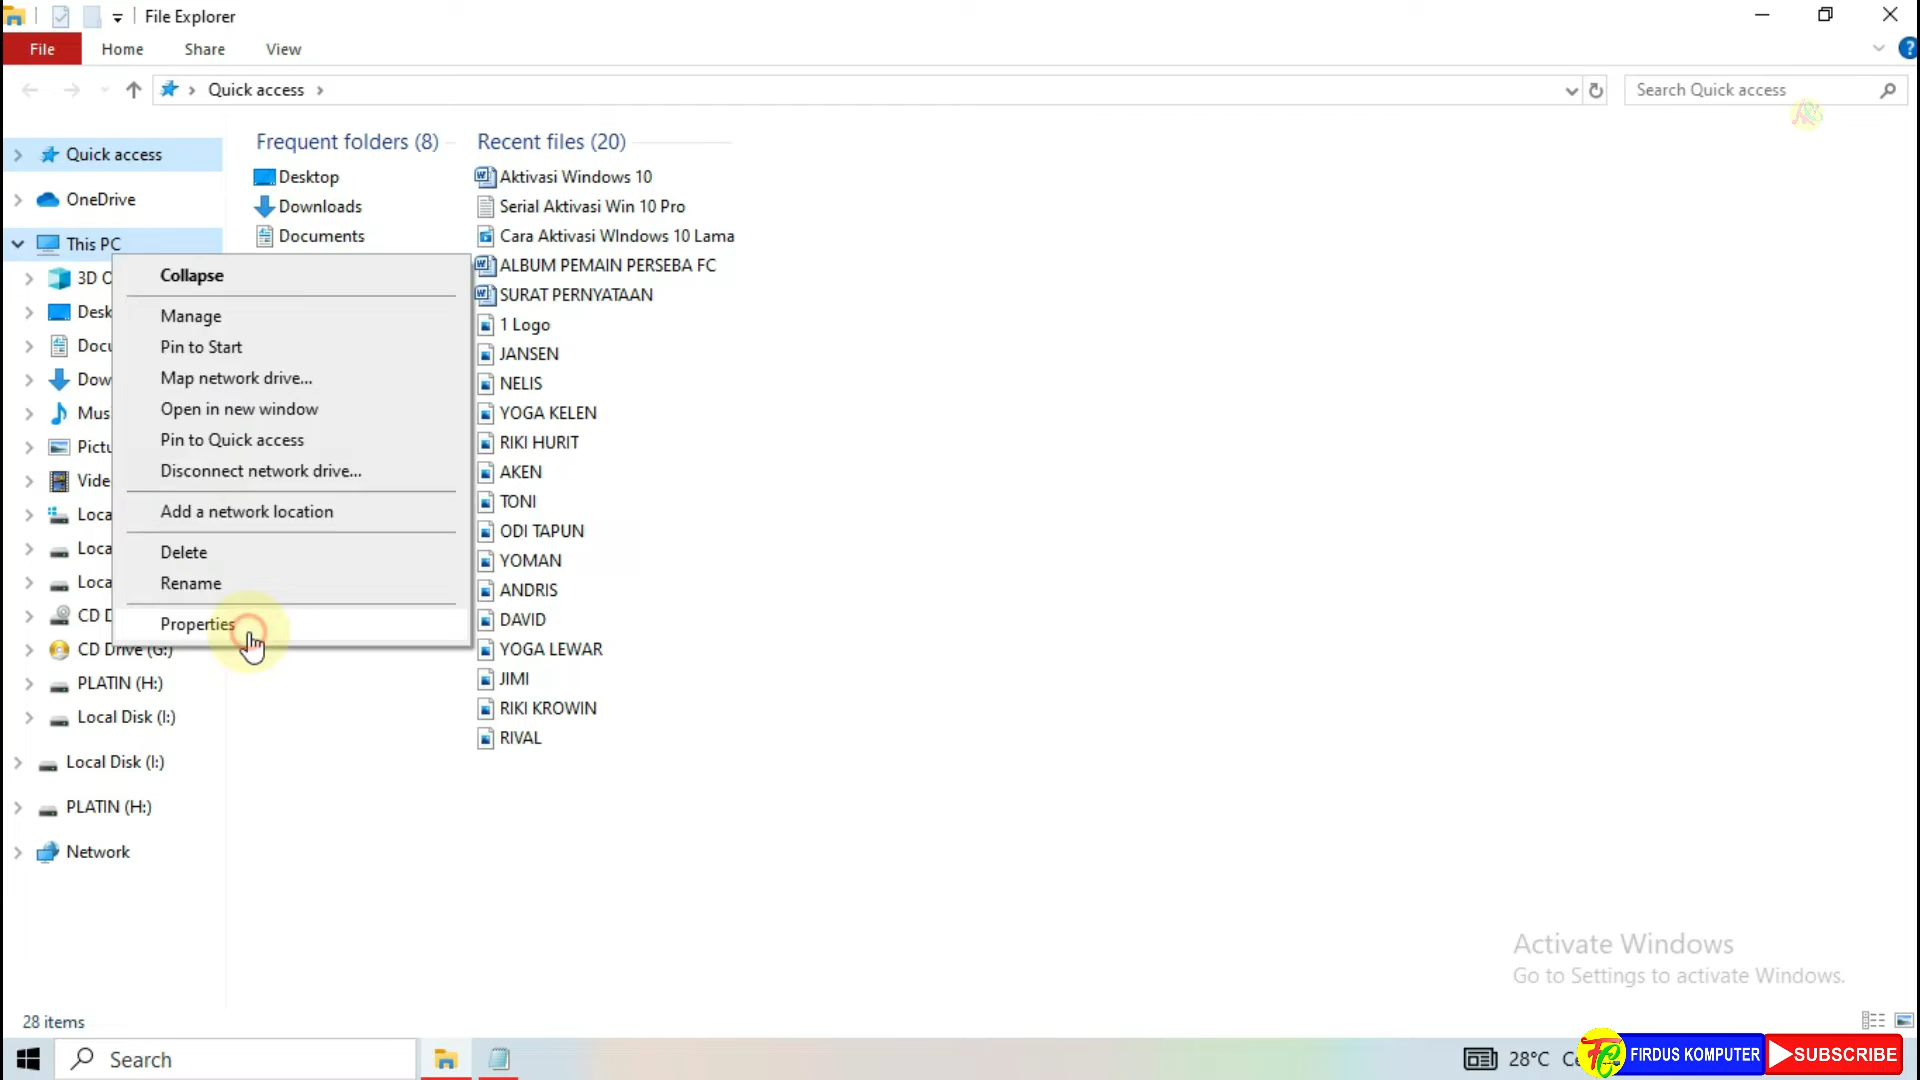 File Explorer
File
Home
Share
View
Quick access
Search Quick access
Quick access
OneDrive
This PC
3D O
Desk
Docu
Dow
Mus
Pictu
Vide
Loca
Loca
Loca
CD D
CD Drive (G:)
PLATIN (H:)
Local Disk (I:)
Local Disk (I:)
PLATIN (H:)
Network
Collapse
Manage
Pin to Start
Map network drive...
Open in new window
Pin to Quick access
Disconnect network drive...
Add a network location
Delete
Rename
Properties
Frequent folders (8)
Desktop
Downloads
Documents
Recent files (20)
Aktivasi Windows 10
Serial Aktivasi Win 10 Pro
Cara Aktivasi WIndows 10 Lama
ALBUM PEMAIN PERSEBA FC
SURAT PERNYATAAN
1 Logo
JANSEN
NELIS
YOGA KELEN
RIKI HURIT
AKEN
TONI
ODI TAPUN
YOMAN
ANDRIS
DAVID
YOGA LEWAR
JIMI
RIKI KROWIN
RIVAL
Activate Windows
Go to Settings to activate Windows.
28 items
Search
28°C
FIRDUS KOMPUTER
SUBSCRIBE